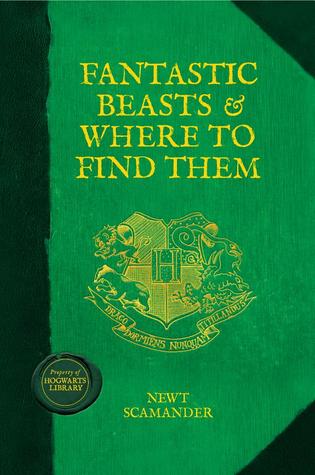 FANTASTIC
BEASTS &
WHERE TO
FIND THEM
H
DRACO
DORMIENS NUNQUAM
TITILLANDUS
Property of
HOGWARTS
LIBRARY
NEWT
SCAMANDER